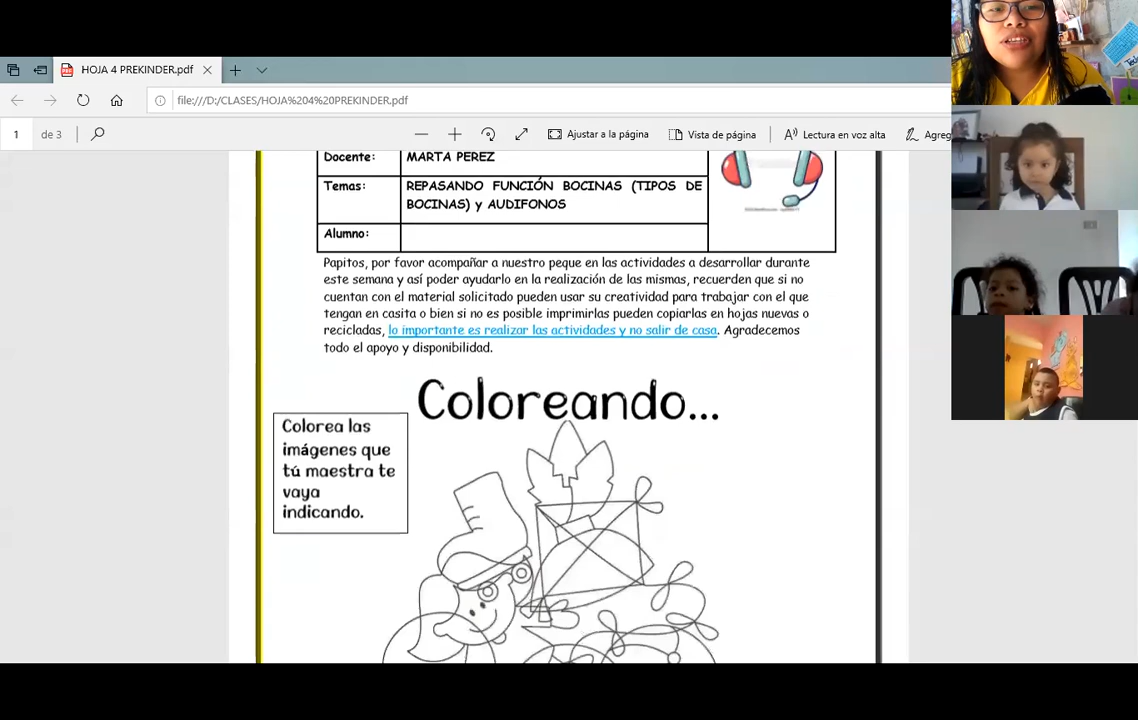 HOJA 4 PREKINDER.pdf
file:///D:/CLASES/HOJA%204%20PREKINDER.pdf
1 de 3
Ajustar a la página
Vista de página
Lectura en voz alta
Agreg
Docente: MARTA PEREZ
Temas: REPASANDO FUNCIÓN BOCINAS (TIPOS DE
BOCINAS) y AUDIFONOS
Alumno:
Papitos, por favor acompañar a nuestro peque en las actividades a desarrollar durante
este semana y así poder ayudarlo en la realización de las mismas, recuerden que si no
cuentan con el material solicitado pueden usar su creatividad para trabajar con el que
tengan en casita o bien si no es posible imprimirlas pueden copiarlas en hojas nuevas o
recicladas, lo importante es realizar las actividades y no salir de casa. Agradecemos
todo el apoyo y disponibilidad.
Coloreando...
Colorea las
imágenes que
tú maestra te
vaya
indicando.